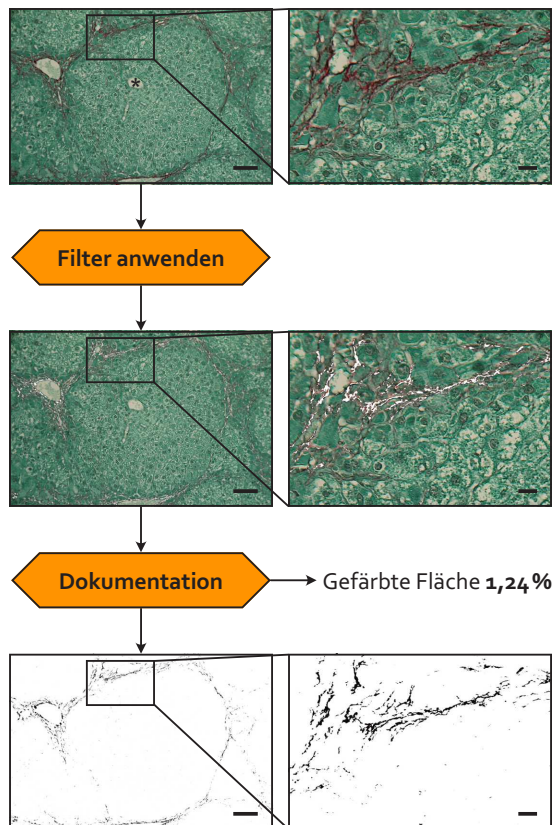 *
Filter anwenden
Dokumentation
Gefärbte Fläche 1,24 %